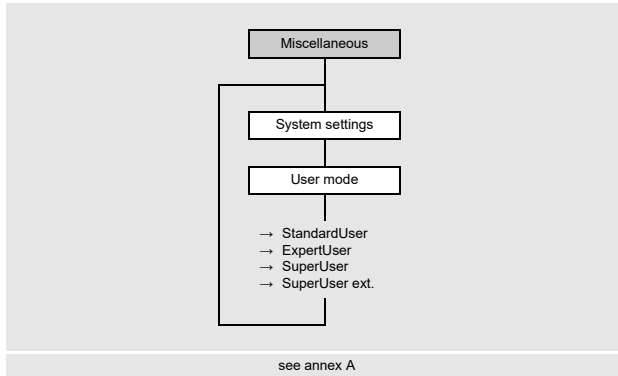 Miscellaneous
System settings
User mode
→ StandardUser
→ ExpertUser
→ SuperUser
→ SuperUser ext.
see annex A